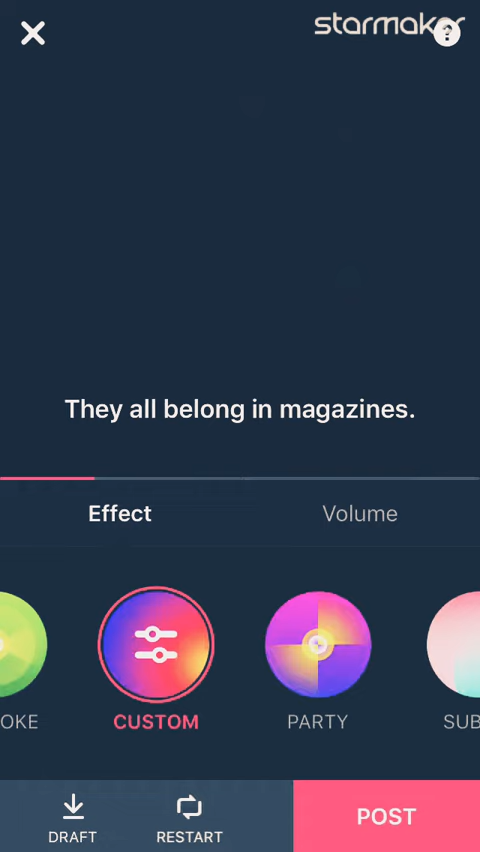 starmaker
?
They all belong in magazines.
Effect
Volume
OKE
CUSTOM
PARTY
SUB
DRAFT
RESTART
POST